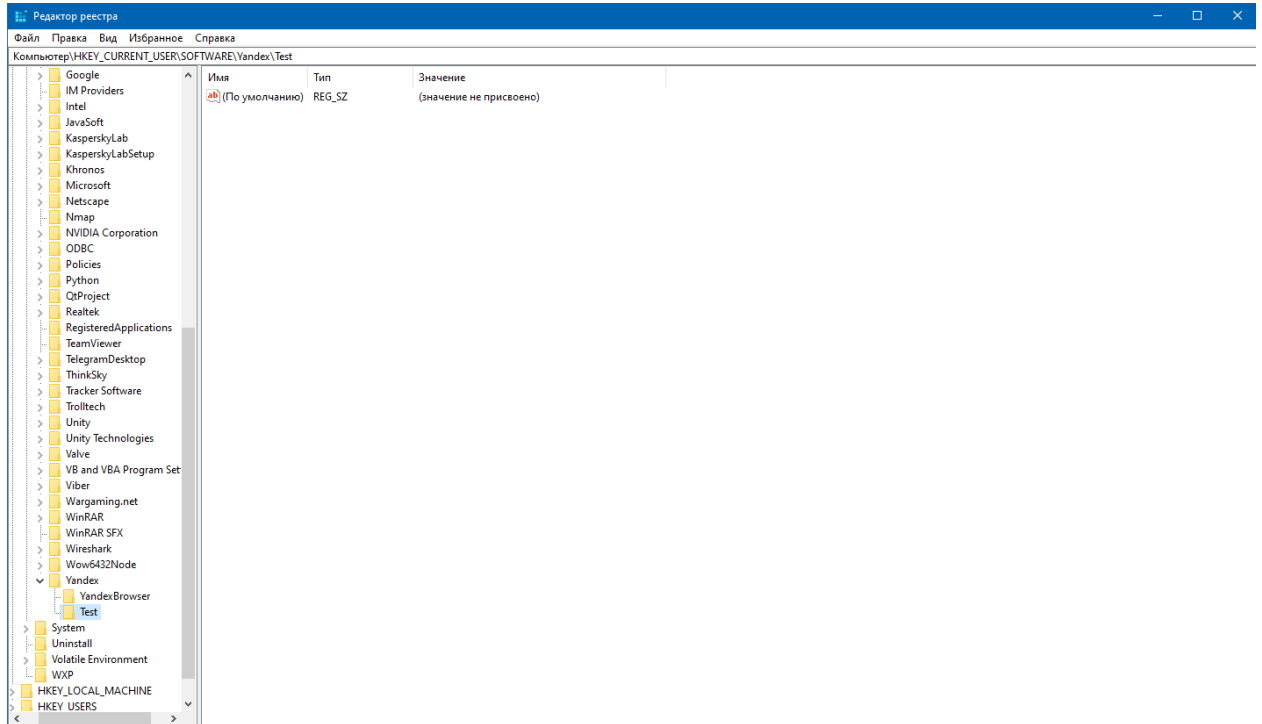 Редактор реестра
Файл Правка Вид Избранное Справка
Компьютер\HKEY_CURRENT_USER\SOFTWARE\Yandex\Test
Google
IM Providers
Intel
JavaSoft
KasperskyLab
KasperskyLabSetup
Khronos
Microsoft
Netscape
Nmap
NVIDIA Corporation
ODBC
Policies
Python
QtProject
Realtek
RegisteredApplications
TeamViewer
TelegramDesktop
ThinkSky
Tracker Software
Trolltech
Unity
Unity Technologies
Valve
VB and VBA Program Set
Viber
Wargaming.net
WinRAR
WinRAR SFX
Wireshark
Wow6432Node
Yandex
YandexBrowser
Test
System
Uninstall
Volatile Environment
WXP
HKEY_LOCAL_MACHINE
HKEY_USERS
Имя Тип Значение
ab (По умолчанию) REG_SZ (значение не присвоено)